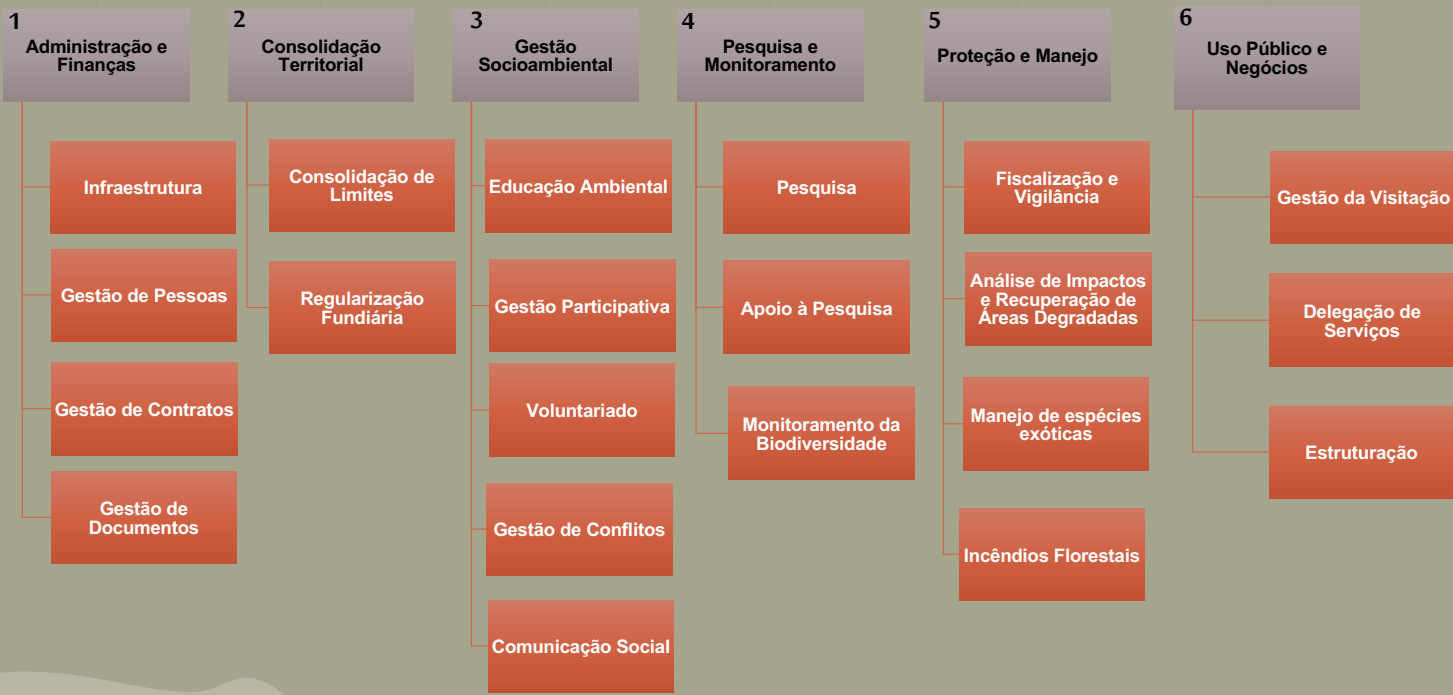 1
Administração e
Finanças
Infraestrutura
Gestão de Pessoas
Gestão de Contratos
Gestão de
Documentos
2
Consolidação
Territorial
Consolidação de
Limites
Regularização
Fundiária
3
Gestão
Socioambiental
Educação Ambiental
Gestão Participativa
Voluntariado
Gestão de Conflitos
Comunicação Social
4
Pesquisa e
Monitoramento
Pesquisa
Apoio à Pesquisa
Monitoramento da
Biodiversidade
5
Proteção e Manejo
Fiscalização e
Vigilância
Análise de Impactos
e Recuperação de
Áreas Degradadas
Manejo de espécies
exóticas
Incêndios Florestais
6
Uso Público e
Negócios
Gestão da Visitação
Delegação de
Serviços
Estruturação